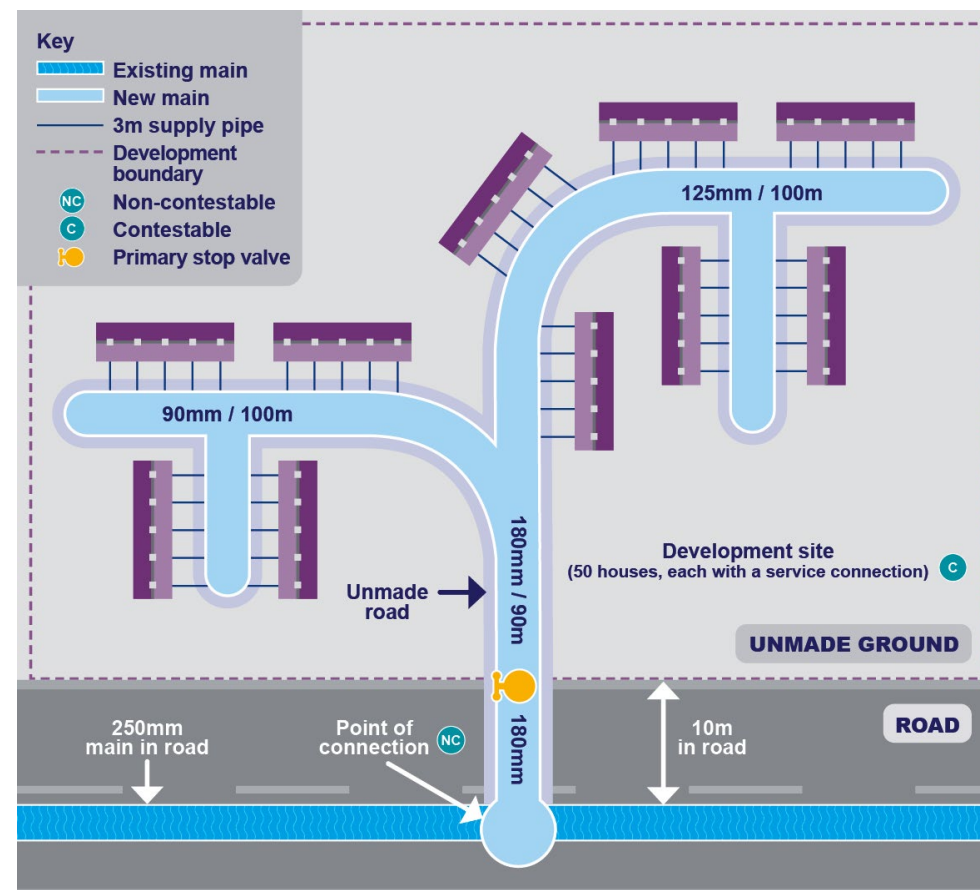 Key
Existing main
New main
3m supply pipe
Development
boundary
NC
Non-contestable
C
Contestable
Primary stop valve
125mm / 100m
90mm / 100m
180mm / 90m
Development site
(50 houses, each with a service connection)
C
Unmade
road
UNMADE GROUND
250mm
main in road
Point of
connection
NC
180mm
10m
in road
ROAD